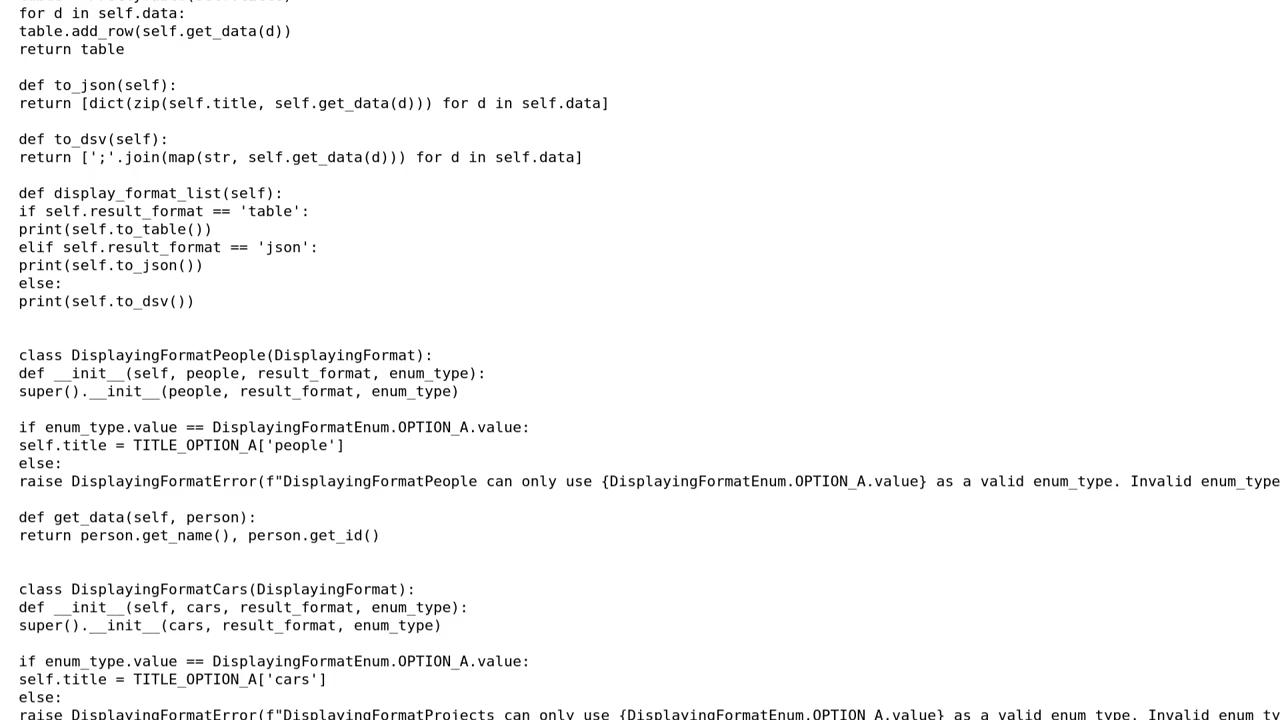 for d in self.data:
table.add_row(self.get_data(d))
return table
def to_json(self):
return [dict(zip(self.title, self.get_data(d))) for d in self.data]
def to_dsv(self):
return [';'.join(map(str, self.get_data(d))) for d in self.data]
def display_format_list(self):
if self.result_format == 'table':
print(self.to_table())
elif self.result_format == 'json':
print(self.to_json())
else:
print(self.to_dsv())
class DisplayingFormatPeople(DisplayingFormat):
def __init__(self, people, result_format, enum_type):
super().__init__(people, result_format, enum_type)
if enum_type.value == DisplayingFormatEnum.OPTION_A.value:
self.title = TITLE_OPTION_A['people']
else:
raise DisplayingFormatError(f"DisplayingFormatPeople can only use {DisplayingFormatEnum.OPTION_A.value} as a valid enum_type. Invalid enum_type
def get_data(self, person):
return person.get_name(), person.get_id()
class DisplayingFormatCars(DisplayingFormat):
def __init__(self, cars, result_format, enum_type):
super().__init__(cars, result_format, enum_type)
if enum_type.value == DisplayingFormatEnum.OPTION_A.value:
self.title = TITLE_OPTION_A['cars']
else:
raise DisplayingFormatError(f"DisplayingFormatProjects can only use {DisplayingFormatEnum.OPTION_A.value} as a valid enum_type. Invalid enum_ty